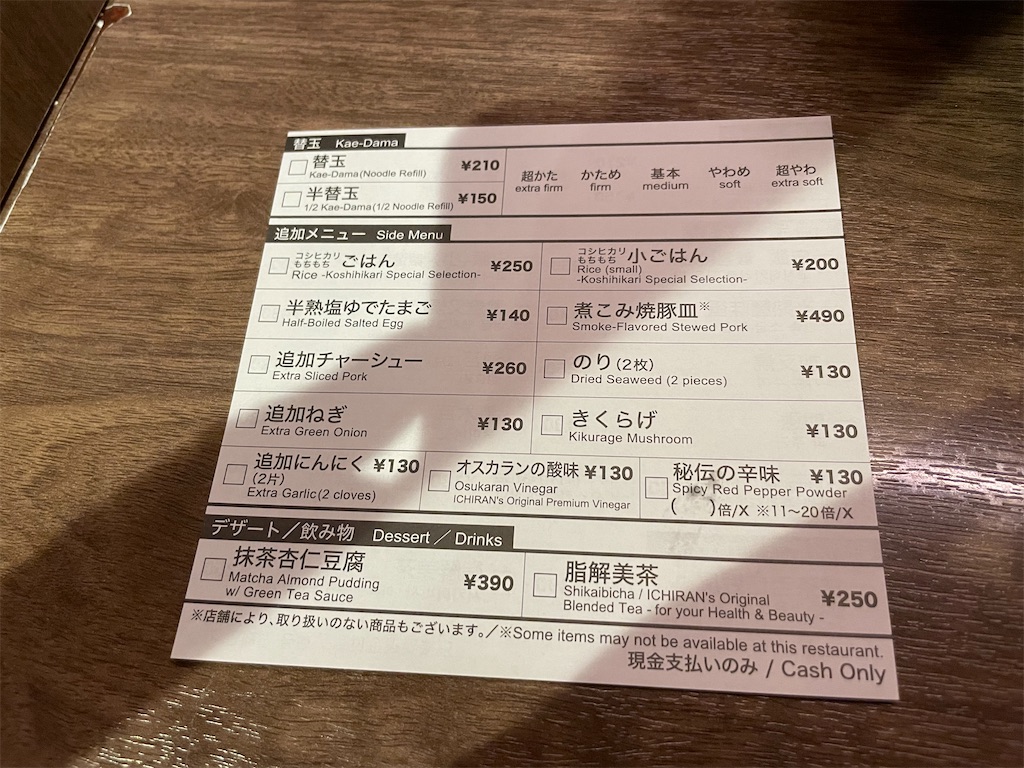 替玉 Kae-Dama
替玉
Kae-Dama(Noodle Refill)
¥210
半替玉
1/2 Kae-Dama(1/2 Noodle Refill)
¥150
超かた かため 基本 やわめ 超やわ
extra firm firm medium soft extra soft
追加メニュー Side Menu
コシヒカリ
もちもち ごはん
Rice -Koshihikari Special Selection-
¥250
コシヒカリ
もちもち 小ごはん
Rice (small)
-Koshihikari Special Selection-
¥200
半熟塩ゆでたまご
Half-Boiled Salted Egg
¥140
煮こみ焼豚皿※
Smoke-Flavored Stewed Pork
¥490
追加チャーシュー
Extra Sliced Pork
¥260
のり(2枚)
Dried Seaweed (2 pieces)
¥130
追加ねぎ
Extra Green Onion
¥130
きくらげ
Kikurage Mushroom
¥130
追加にんにく ¥130
(2片)
Extra Garlic(2 cloves)
オスカランの酸味 ¥130
Osukaran Vinegar
ICHIRAN's Original Premium Vinegar
秘伝の辛味 ¥130
Spicy Red Pepper Powder
( )倍/X ※11〜20倍/X
デザート／飲み物 Dessert ／ Drinks
抹茶杏仁豆腐
Matcha Almond Pudding
w/ Green Tea Sauce
¥390
脂解美茶
Shikaibicha / ICHIRAN's Original
Blended Tea - for your Health & Beauty -
¥250
※店舗により、取り扱いのない商品もございます。／※Some items may not be available at this restaurant.
現金支払いのみ / Cash Only